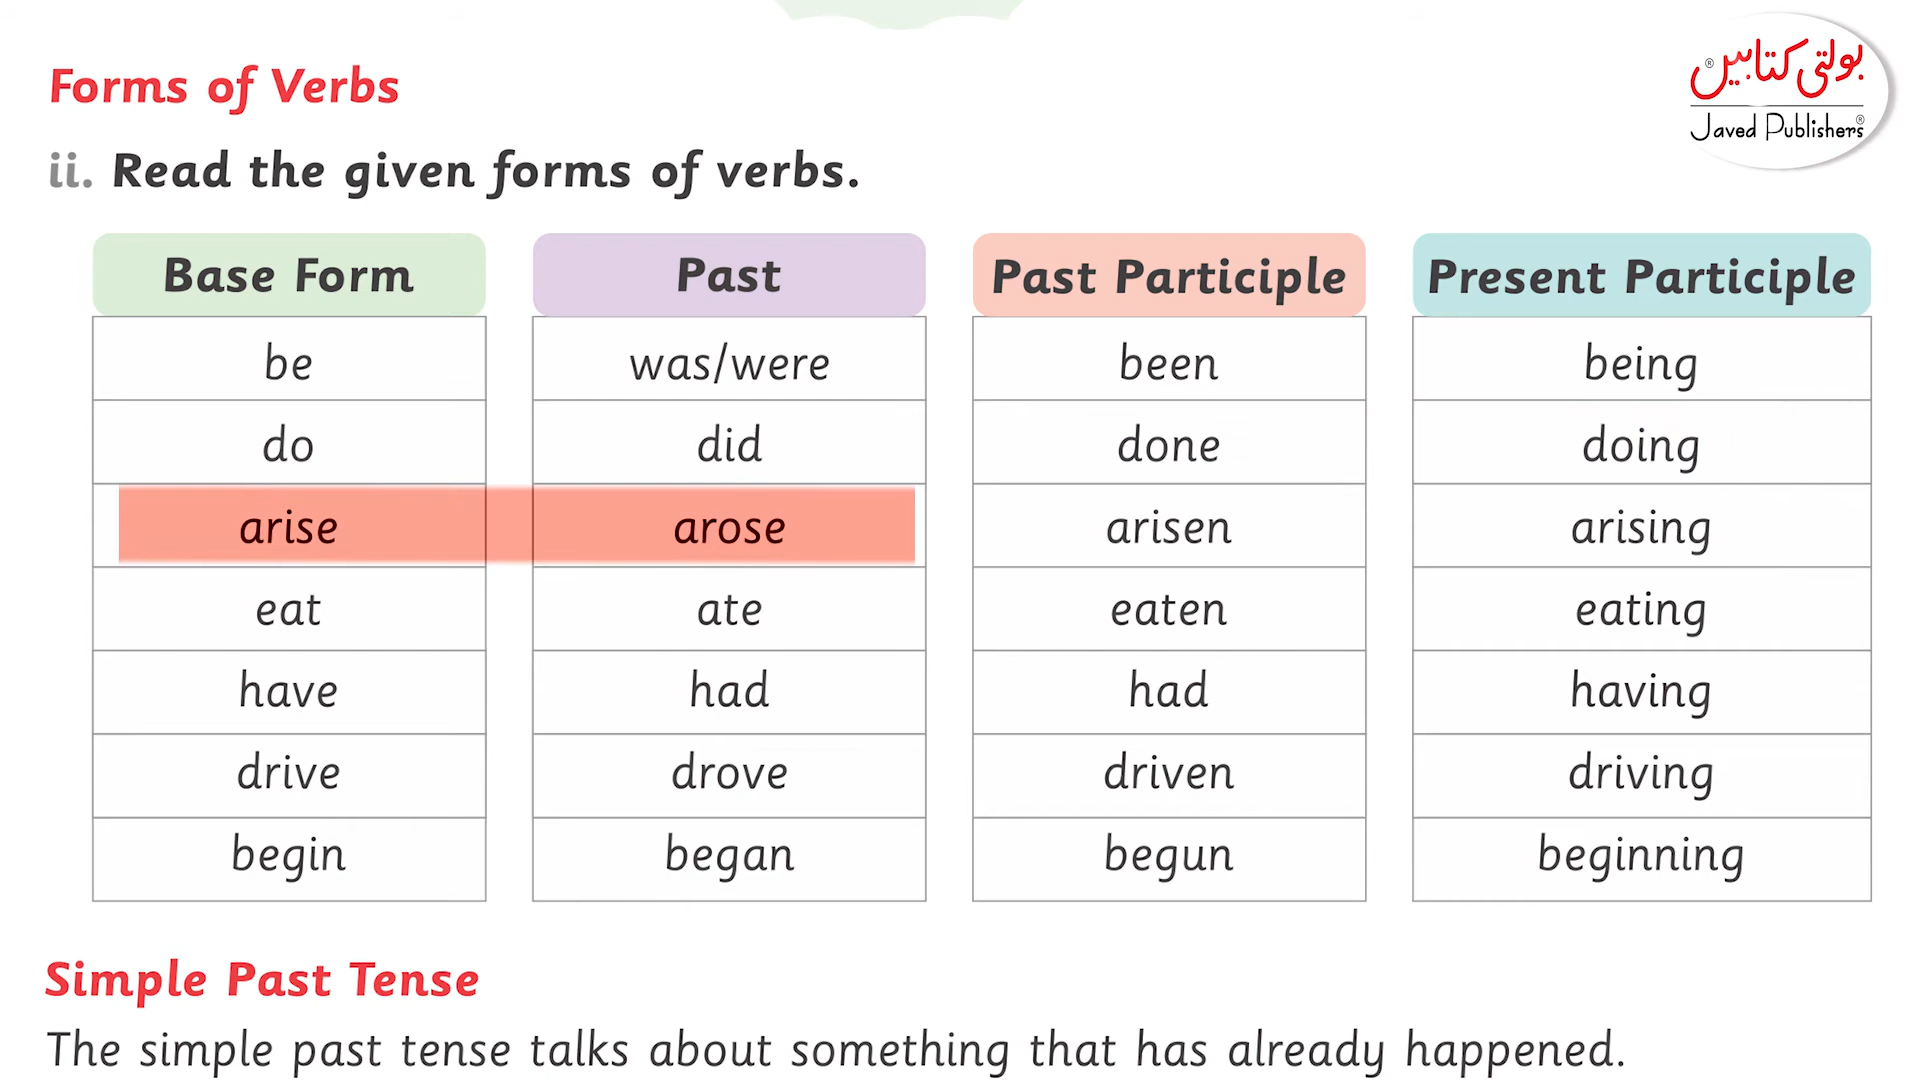 بولتی کتابیں®
Javed Publishers®
Forms of Verbs
ii. Read the given forms of verbs.
Base Form Past Past Participle Present Participle
be was/were been being
do did done doing
arise arose arisen arising
eat ate eaten eating
have had had having
drive drove driven driving
begin began begun beginning
Simple Past Tense
The simple past tense talks about something that has already happened.